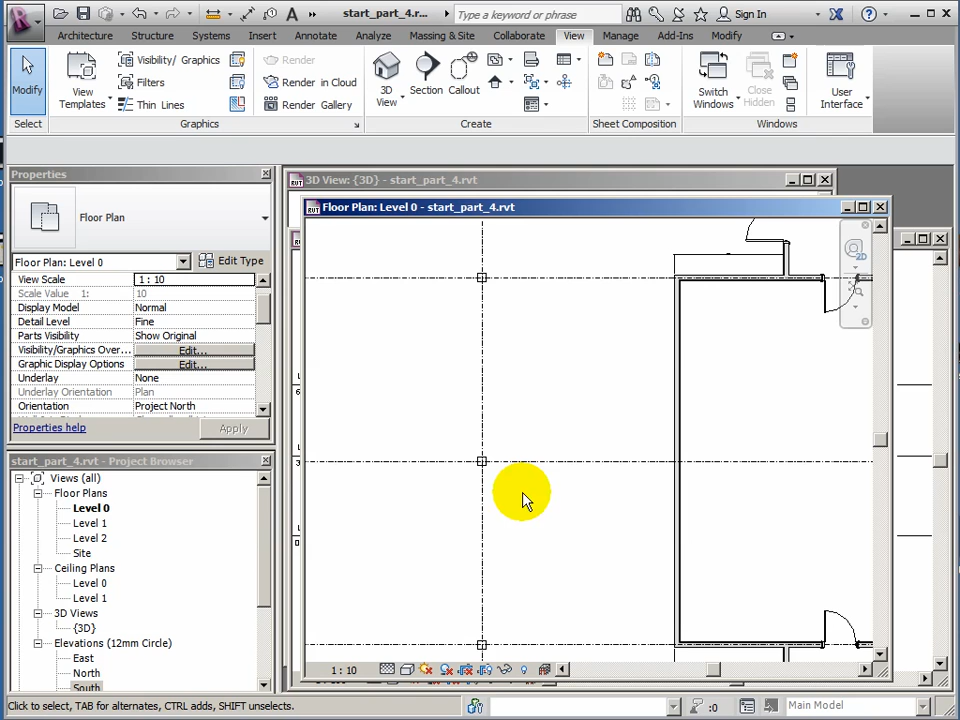 start_part_4.r...
Type a keyword or phrase
Sign In
Architecture Structure Systems Insert Annotate Analyze Massing & Site Collaborate View Manage Add-Ins Modify
Modify
View Templates
Visibility/ Graphics
Filters
Thin Lines
Render
Render in Cloud
Render Gallery
3D View
Section
Callout
Switch Windows
Close Hidden
User Interface
Select Graphics Create Sheet Composition Windows
Properties
Floor Plan
Floor Plan: Level 0 Edit Type
View Scale 1 : 10
Scale Value 1: 10
Display Model Normal
Detail Level Fine
Parts Visibility Show Original
Visibility/Graphics Over... Edit...
Graphic Display Options Edit...
Underlay None
Underlay Orientation Plan
Orientation Project North
Properties help Apply
start_part_4.rvt - Project Browser
Views (all)
Floor Plans
Level 0
Level 1
Level 2
Site
Ceiling Plans
Level 0
Level 1
3D Views
{3D}
Elevations (12mm Circle)
East
North
South
RVT 3D View: {3D} - start_part_4.rvt
RVT Floor Plan: Level 0 - start_part_4.rvt
2D
1 : 10
Click to select, TAB for alternates, CTRL adds, SHIFT unselects.
:0
Main Model